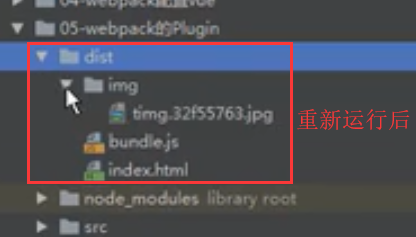 04-webpack配置vue
05-webpack的Plugin
dist
img
timg.32f55763.jpg
重新运行后
bundle.js
index.html
node_modules library root
src